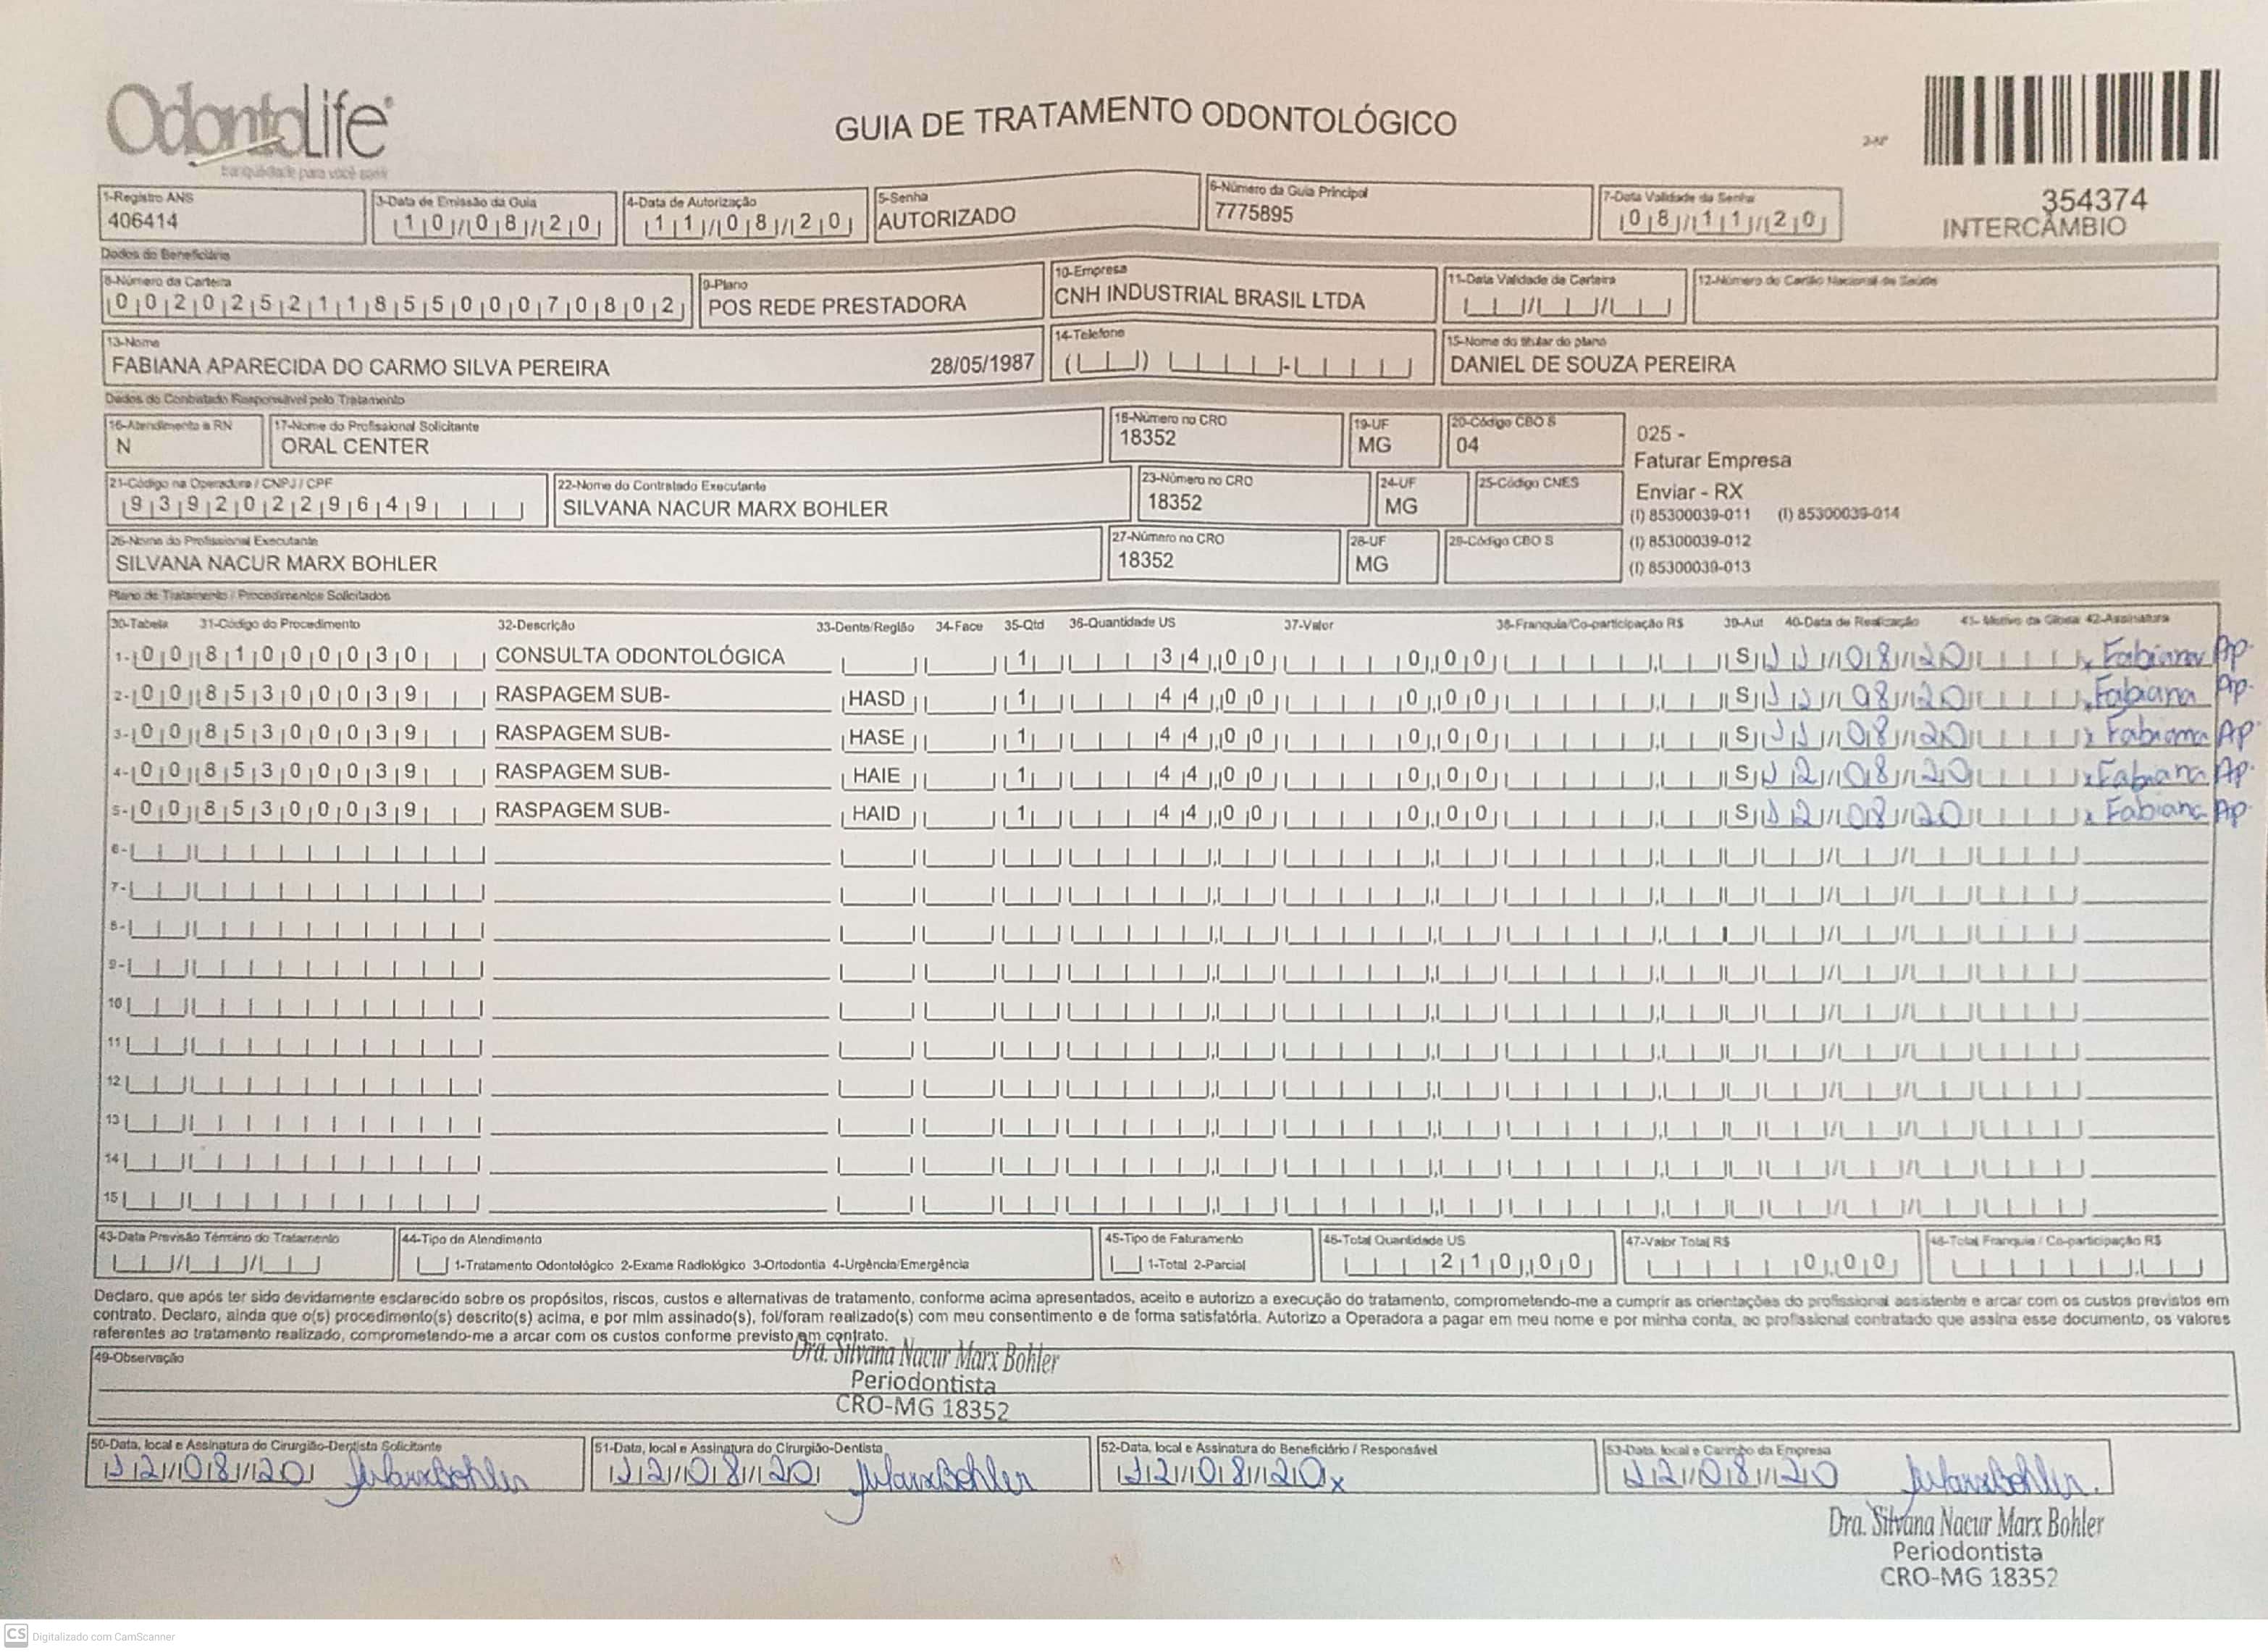 OdontoLife®
tranquilidade para você sorrir
GUIA DE TRATAMENTO ODONTOLÓGICO
2-Nº
354374
INTERCÂMBIO
1-Registro ANS
406414
3-Data de Emissão da Guia
10/08/20
4-Data de Autorização
11/08/20
5-Senha
AUTORIZADO
6-Número da Guia Principal
7775895
7-Data Validade da Senha
08/11/20
Dados do Beneficiário
8-Número da Carteira
00202521185500070802
9-Plano
POS REDE PRESTADORA
10-Empresa
CNH INDUSTRIAL BRASIL LTDA
11-Data Validade da Carteira
12-Número do Cartão Nacional de Saúde
13-Nome
FABIANA APARECIDA DO CARMO SILVA PEREIRA 28/05/1987
14-Telefone
15-Nome do titular do plano
DANIEL DE SOUZA PEREIRA
Dados do Contratado Responsável pelo Tratamento
16-Atendimento a RN
N
17-Nome do Profissional Solicitante
ORAL CENTER
18-Número no CRO
18352
19-UF
MG
20-Código CBO S
04
025 -
Faturar Empresa
Enviar - RX
(I) 85300039-011 (I) 85300039-014
(I) 85300039-012
(I) 85300039-013
21-Código na Operadora / CNPJ / CPF
93920229649
22-Nome do Contratado Executante
SILVANA NACUR MARX BOHLER
23-Número no CRO
18352
24-UF
MG
25-Código CNES
26-Nome do Profissional Executante
SILVANA NACUR MARX BOHLER
27-Número no CRO
18352
28-UF
MG
29-Código CBO S
Plano de Tratamento / Procedimentos Solicitados
30-Tabela 31-Código do Procedimento 32-Descrição 33-Dente/Região 34-Face 35-Qtd 36-Quantidade US 37-Valor 38-Franquia/Co-participação R$ 39-Aut 40-Data de Realização 41- Motivo da Glosa 42-Assinatura
1- 00 81000030 CONSULTA ODONTOLÓGICA 1 34,00 0,00 S 11/08/20 x Fabiana Ap.
2- 00 85300039 RASPAGEM SUB- HASD 1 44,00 0,00 S 11/08/20 x Fabiana Ap.
3- 00 85300039 RASPAGEM SUB- HASE 1 44,00 0,00 S 11/08/20 x Fabiana Ap.
4- 00 85300039 RASPAGEM SUB- HAIE 1 44,00 0,00 S 12/08/20 x Fabiana Ap.
5- 00 85300039 RASPAGEM SUB- HAID 1 44,00 0,00 S 12/08/20 x Fabiana Ap
6-
7-
8-
9-
10
11
12
13
14
15
43-Data Previsão Término do Tratamento
44-Tipo de Atendimento
1-Tratamento Odontológico 2-Exame Radiológico 3-Ortodontia 4-Urgência/Emergência
45-Tipo de Faturamento
1-Total 2-Parcial
46-Total Quantidade US
210,00
47-Valor Total R$
0,00
48-Total Franquia / Co-participação R$
Declaro, que após ter sido devidamente esclarecido sobre os propósitos, riscos, custos e alternativas de tratamento, conforme acima apresentados, aceito e autorizo a execução do tratamento, comprometendo-me a cumprir as orientações do profissional assistente e arcar com os custos previstos em
contrato. Declaro, ainda que o(s) procedimento(s) descrito(s) acima, e por mim assinado(s), foi/foram realizado(s) com meu consentimento e de forma satisfatória. Autorizo a Operadora a pagar em meu nome e por minha conta, ao profissional contratado que assina esse documento, os valores
referentes ao tratamento realizado, comprometendo-me a arcar com os custos conforme previsto em contrato.
49-Observação
Dra. Silvana Nacur Marx Bohler
Periodontista
CRO-MG 18352
50-Data, local e Assinatura do Cirurgião-Dentista Solicitante
12/08/20 SMarxBohler
51-Data, local e Assinatura do Cirurgião-Dentista
12/08/20 SMarxBohler
52-Data, local e Assinatura do Beneficiário / Responsável
12/08/20 x
53-Data, local e Carimbo da Empresa
12/08/20 SMarxBohler.
Dra. Silvana Nacur Marx Bohler
Periodontista
CRO-MG 18352
CS Digitalizado com CamScanner